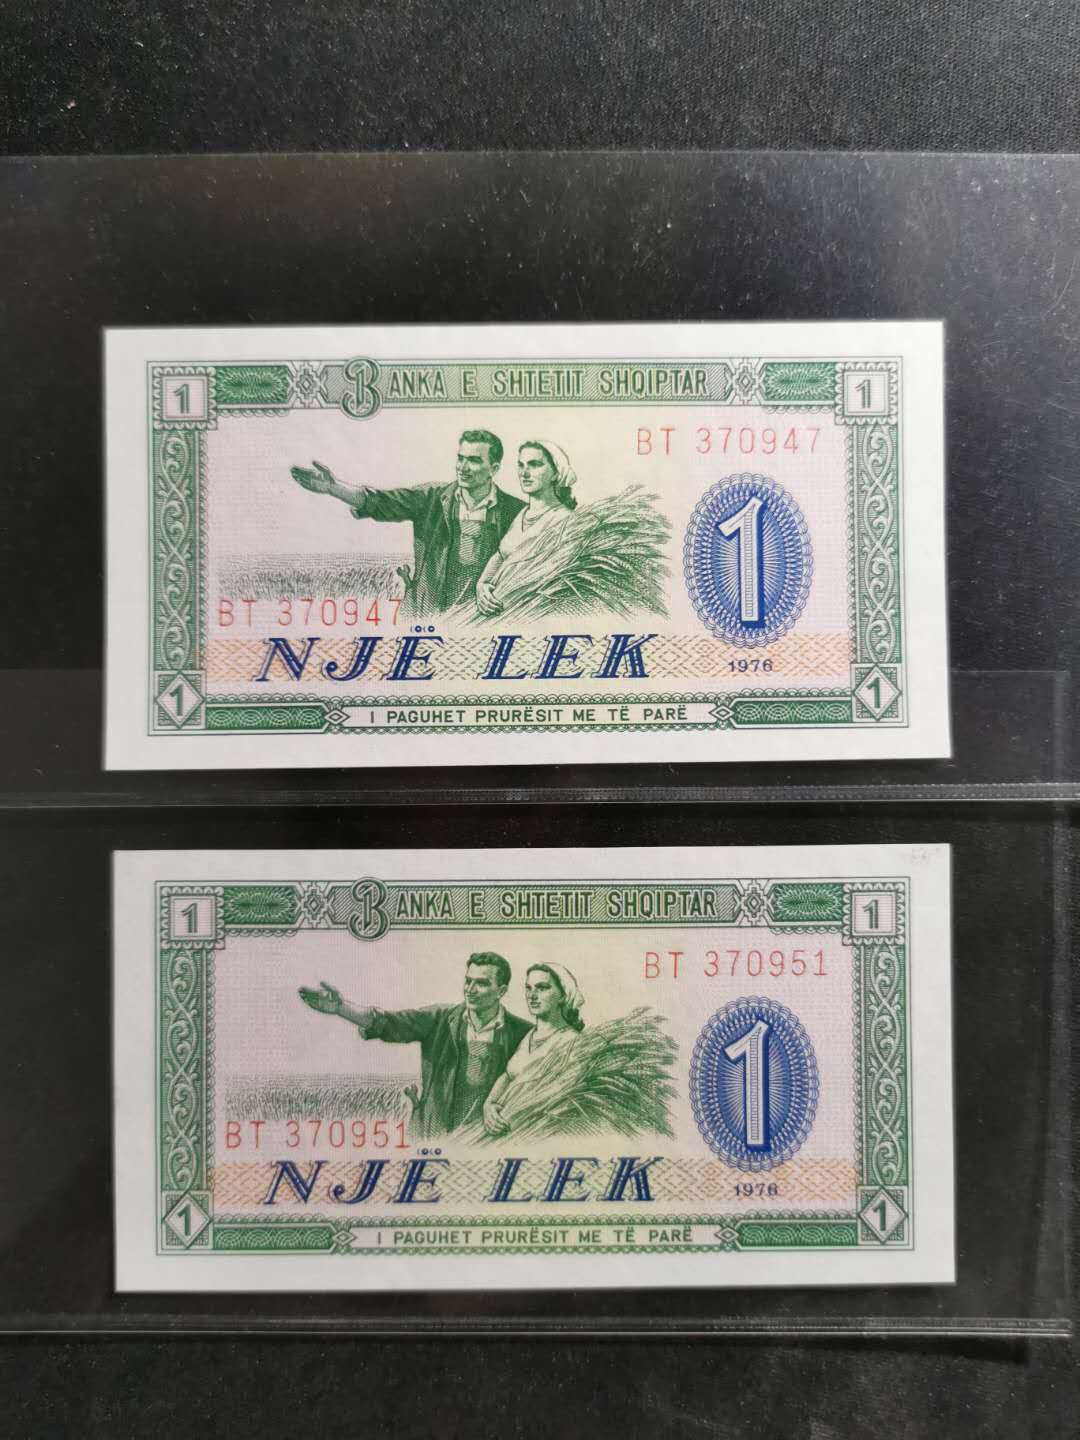 1 BANKA E SHTETIT SHQIPTAR 1
BT 370947
1
BT 370947
NJË LEK
1976
1 I PAGUHET PRURËSIT ME TË PARË 1
1 BANKA E SHTETIT SHQIPTAR 1
BT 370951
1
BT 370951
NJË LEK
1976
1 I PAGUHET PRURËSIT ME TË PARË 1